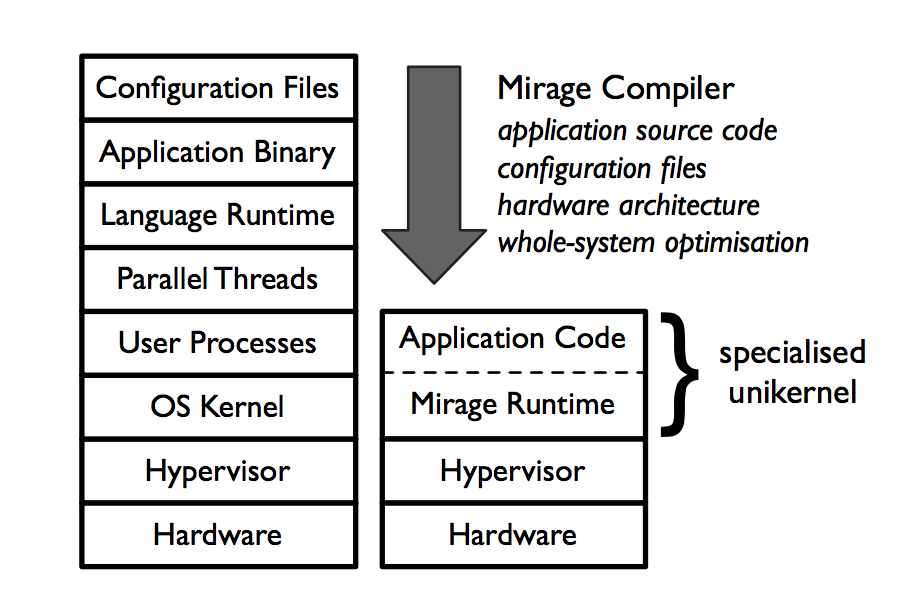 Configuration Files
Application Binary
Language Runtime
Parallel Threads
User Processes
OS Kernel
Hypervisor
Hardware
Mirage Compiler
application source code
configuration files
hardware architecture
whole-system optimisation
Application Code
Mirage Runtime
Hypervisor
Hardware
specialised
unikernel